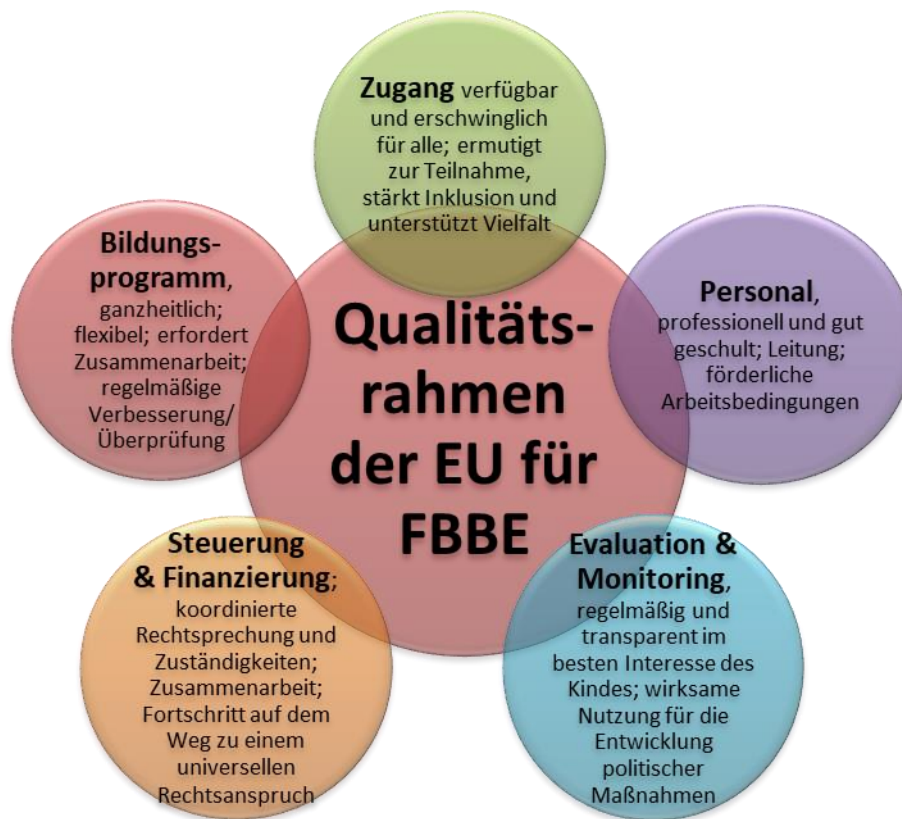 Zugang verfügbar
und erschwinglich
für alle; ermutigt
zur Teilnahme,
stärkt Inklusion und
unterstützt Vielfalt
Bildungs-
programm,
ganzheitlich;
flexibel; erfordert
Zusammenarbeit;
regelmäßige
Verbesserung/
Überprüfung
Qualitäts-
rahmen
der EU für
FBBE
Personal,
professionell und gut
geschult; Leitung;
förderliche
Arbeitsbedingungen
Steuerung
& Finanzierung;
koordinierte
Rechtsprechung und
Zuständigkeiten;
Zusammenarbeit;
Fortschritt auf dem
Weg zu einem
universellen
Rechtsanspruch
Evaluation &
Monitoring,
regelmäßig und
transparent im
besten Interesse des
Kindes; wirksame
Nutzung für die
Entwicklung
politischer
Maßnahmen